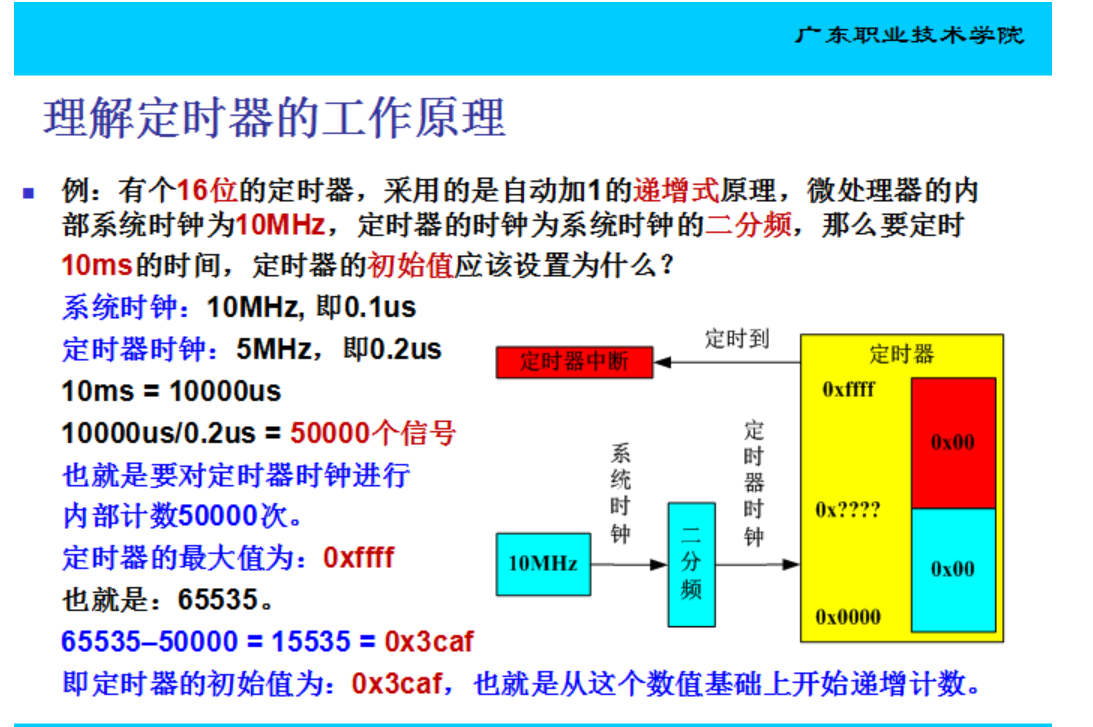 广东职业技术学院
理解定时器的工作原理
例：有个16位的定时器，采用的是自动加1的递增式原理，微处理器的内
部系统时钟为10MHz，定时器的时钟为系统时钟的二分频，那么要定时
10ms的时间，定时器的初始值应该设置为什么？
系统时钟：10MHz, 即0.1us
定时器时钟：5MHz，即0.2us
10ms = 10000us
10000us/0.2us = 50000个信号
也就是要对定时器时钟进行
内部计数50000次。
定时器的最大值为：0xffff
也就是：65535。
65535–50000 = 15535 = 0x3caf
即定时器的初始值为：0x3caf，也就是从这个数值基础上开始递增计数。
定时器中断
定时到
定时器
0xffff
0x00
0x????
0x00
0x0000
10MHz
系统时钟
二分频
定时器时钟